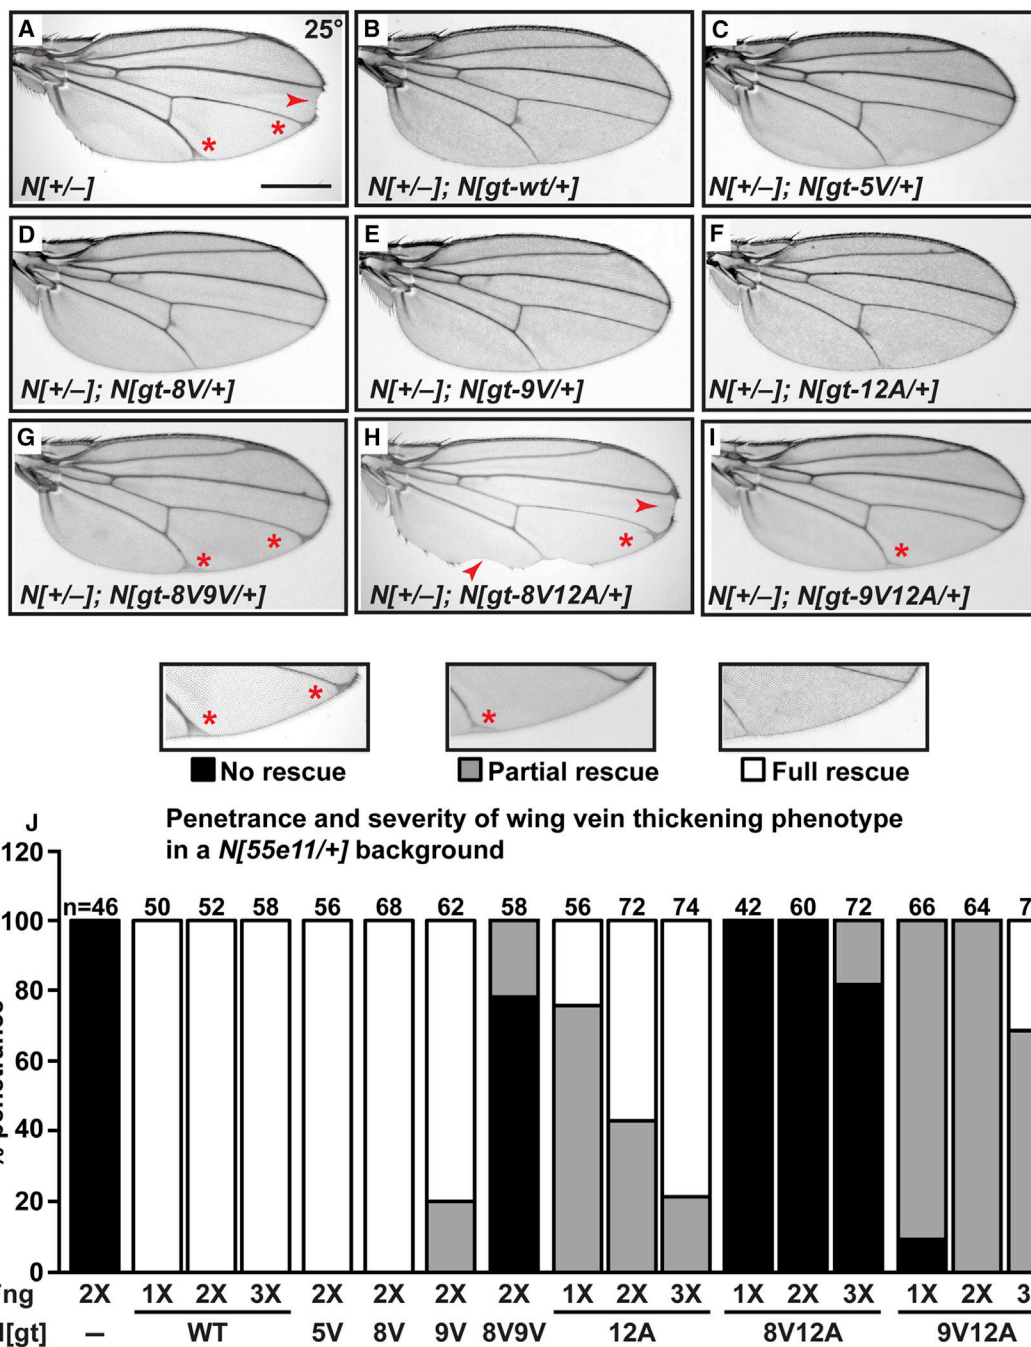 A 25° B C
N[+/–] N[+/–]; N[gt-wt/+] N[+/–]; N[gt-5V/+]
D E F
N[+/–]; N[gt-8V/+] N[+/–]; N[gt-9V/+] N[+/–]; N[gt-12A/+]
G H I
N[+/–]; N[gt-8V9V/+] N[+/–]; N[gt-8V12A/+] N[+/–]; N[gt-9V12A/+]
No rescue Partial rescue Full rescue
J Penetrance and severity of wing vein thickening phenotype
in a N[55e11/+] background
120
n=46 50 52 58 56 68 62 58 56 72 74 42 60 72 66 64
100
80
60
40
20
0
2X 1X 2X 3X 2X 2X 2X 2X 1X 2X 3X 1X 2X 3X 1X 2X
– WT 5V 8V 9V 8V9V 12A 8V12A 9V12A